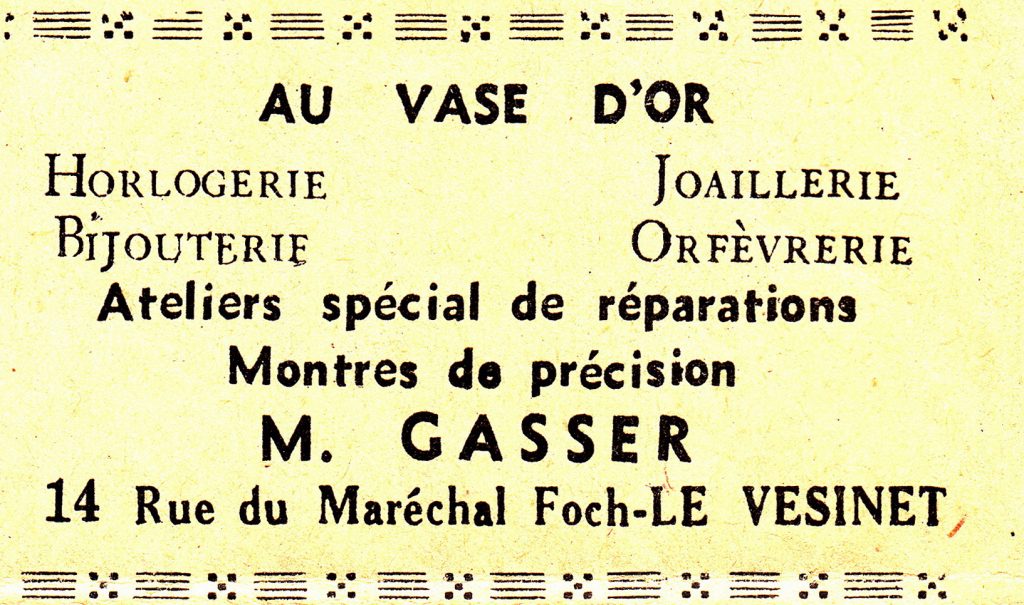 AU VASE D'OR
HORLOGERIE JOAILLERIE
BIJOUTERIE ORFÈVRERIE
Ateliers spécial de réparations
Montres de précision
M. GASSER
14 Rue du Maréchal Foch-LE VESINET